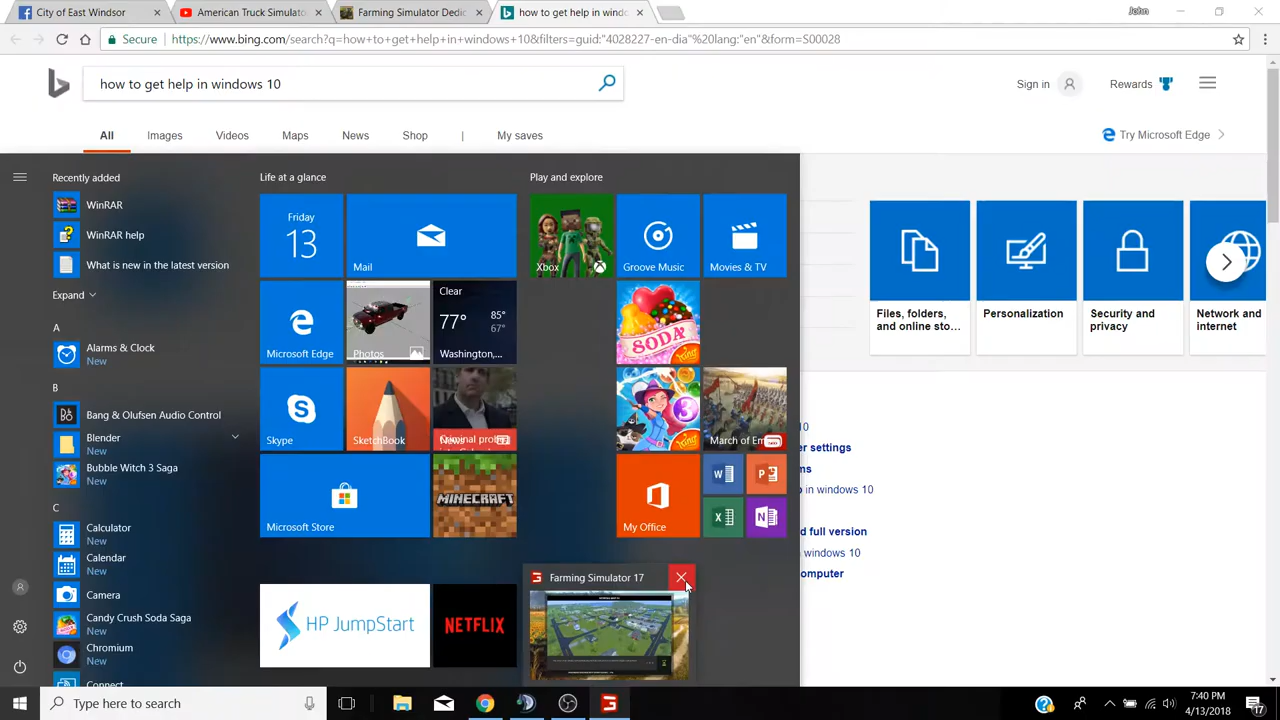 City of East Windsor
American Truck Simulato
Farming Simulator Dedic
how to get help in windo
John
Secure
https://www.bing.com/search?q=how+to+get+help+in+windows+10&filters=guid:"4028227-en-dia"%20lang:"en"&form=S00028
how to get help in windows 10
Sign in
Rewards
All
Images
Videos
Maps
News
Shop
|
My saves
Try Microsoft Edge
Recently added
WinRAR
WinRAR help
What is new in the latest version
Expand
A
Alarms & Clock
New
B
Bang & Olufsen Audio Control
Blender
New
Bubble Witch 3 Saga
New
C
Calculator
New
Calendar
New
Camera
Candy Crush Soda Saga
New
Chromium
New
Connect
Life at a glance
Friday
13
Mail
Microsoft Edge
Photos
Clear
77°
85°
67°
Washington,...
Skype
SketchBook
News
Microsoft Store
MINECRAFT
HP JumpStart
NETFLIX
Play and explore
Xbox
Groove Music
Movies & TV
SODA
King
3
King
March of Em
My Office
Farming Simulator 17
Files, folders,
and online sto...
Personalization
Security and
privacy
Network and
internet
10
er settings
ms
p in windows 10
d full version
windows 10
omputer
Type here to search
7:40 PM
4/13/2018
17